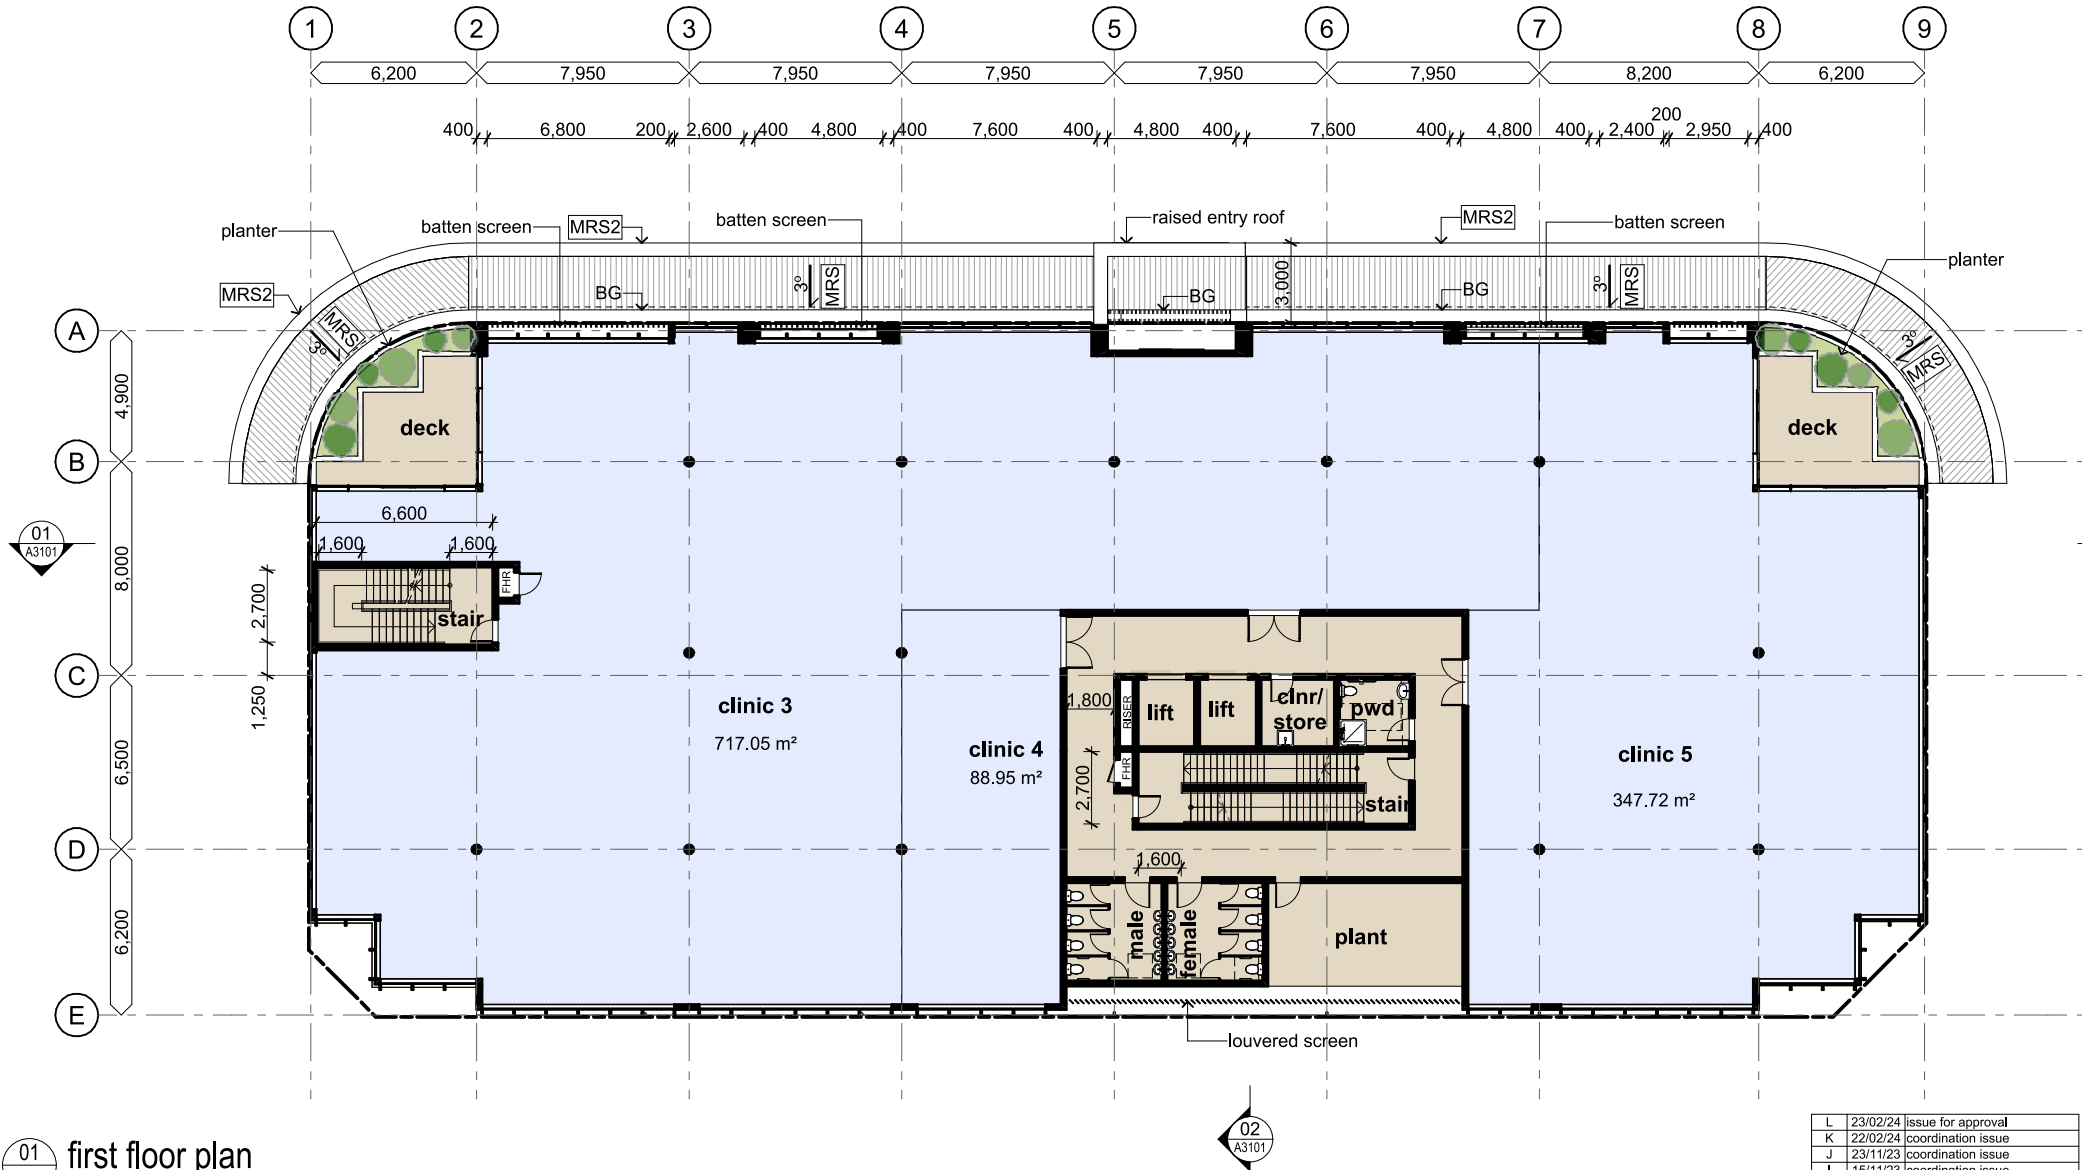 1 2 3 4 5 6 7 8 9
6,200 7,950 7,950 7,950 7,950 7,950 8,200 6,200
200
400 6,800 200 2,600 400 4,800 400 7,600 400 4,800 400 7,600 400 4,800 400 2,400 2,950 400
planter
batten screen
MRS2
batten screen
raised entry roof
MRS2
batten screen
planter
MRS2
BG
3°
MRS
BG
3,000
BG
3°
MRS
MRS
3°
3°
MRS
A
4,900
deck
deck
B
01
A3101
8,000
6,600
1,600 1,600
2,700
FHR
stair
C
1,250
clinic 3
717.05 m²
clinic 4
88.95 m²
1,800
RISER
lift
lift
clnr/
store
pwd
clinic 5
347.72 m²
6,500
2,700
FHR
stair
D
1,600
6,200
male
female
plant
E
louvered screen
02
A3101
01
first floor plan
L 23/02/24 issue for approval
K 22/02/24 coordination issue
J 23/11/23 coordination issue
I 15/11/23 coordination issue